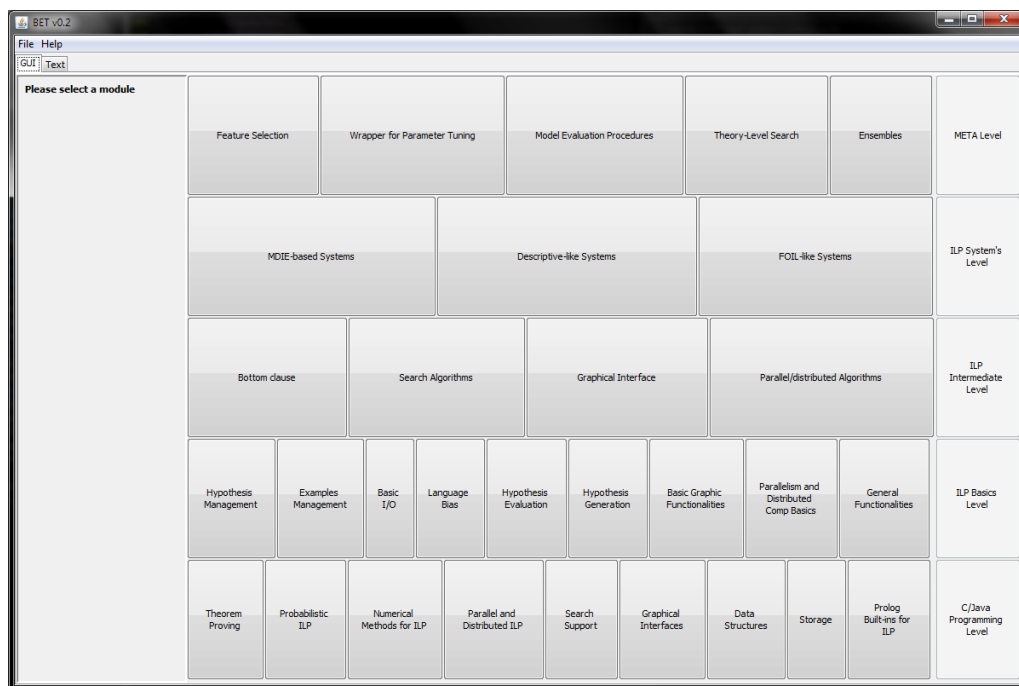 BET v0.2
File Help
GUI Text
Please select a module
Feature Selection
Wrapper for Parameter Tuning
Model Evaluation Procedures
Theory-Level Search
Ensembles
META Level
MDIE-based Systems
Descriptive-like Systems
FOIL-like Systems
ILP System's
Level
Bottom clause
Search Algorithms
Graphical Interface
Parallel/distributed Algorithms
ILP
Intermediate
Level
Hypothesis
Management
Examples
Management
Basic
I/O
Language
Bias
Hypothesis
Evaluation
Hypothesis
Generation
Basic Graphic
Functionalities
Parallelism and
Distributed
Comp Basics
General
Functionalities
ILP Basics
Level
Theorem
Proving
Probabilistic
ILP
Numerical
Methods for ILP
Parallel and
Distributed ILP
Search
Support
Graphical
Interfaces
Data
Structures
Storage
Prolog
Built-ins for
ILP
C/Java
Programming
Level